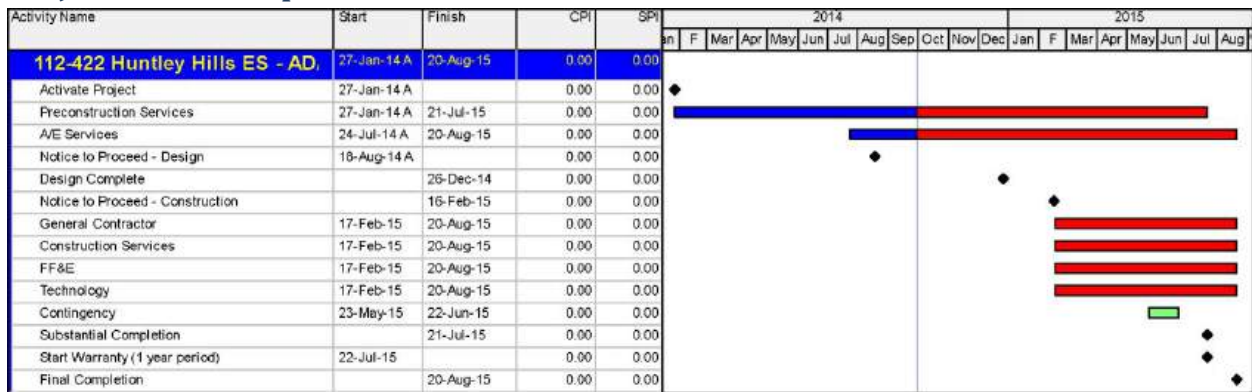 Activity Name Start Finish CPI SPI 2014 2015
an F Mar Apr May Jun Jul Aug Sep Oct Nov Dec Jan F Mar Apr May Jun Jul Aug
112-422 Huntley Hills ES - AD. 27-Jan-14 A 20-Aug-15 0.00 0.00
Activate Project 27-Jan-14 A 0.00 0.00
Preconstruction Services 27-Jan-14 A 21-Jul-15 0.00 0.00
A/E Services 24-Jul-14 A 20-Aug-15 0.00 0.00
Notice to Proceed - Design 18-Aug-14 A 0.00 0.00
Design Complete 26-Dec-14 0.00 0.00
Notice to Proceed - Construction 16-Feb-15 0.00 0.00
General Contractor 17-Feb-15 20-Aug-15 0.00 0.00
Construction Services 17-Feb-15 20-Aug-15 0.00 0.00
FF&E 17-Feb-15 20-Aug-15 0.00 0.00
Technology 17-Feb-15 20-Aug-15 0.00 0.00
Contingency 23-May-15 22-Jun-15 0.00 0.00
Substantial Completion 21-Jul-15 0.00 0.00
Start Warranty (1 year period) 22-Jul-15 0.00 0.00
Final Completion 20-Aug-15 0.00 0.00